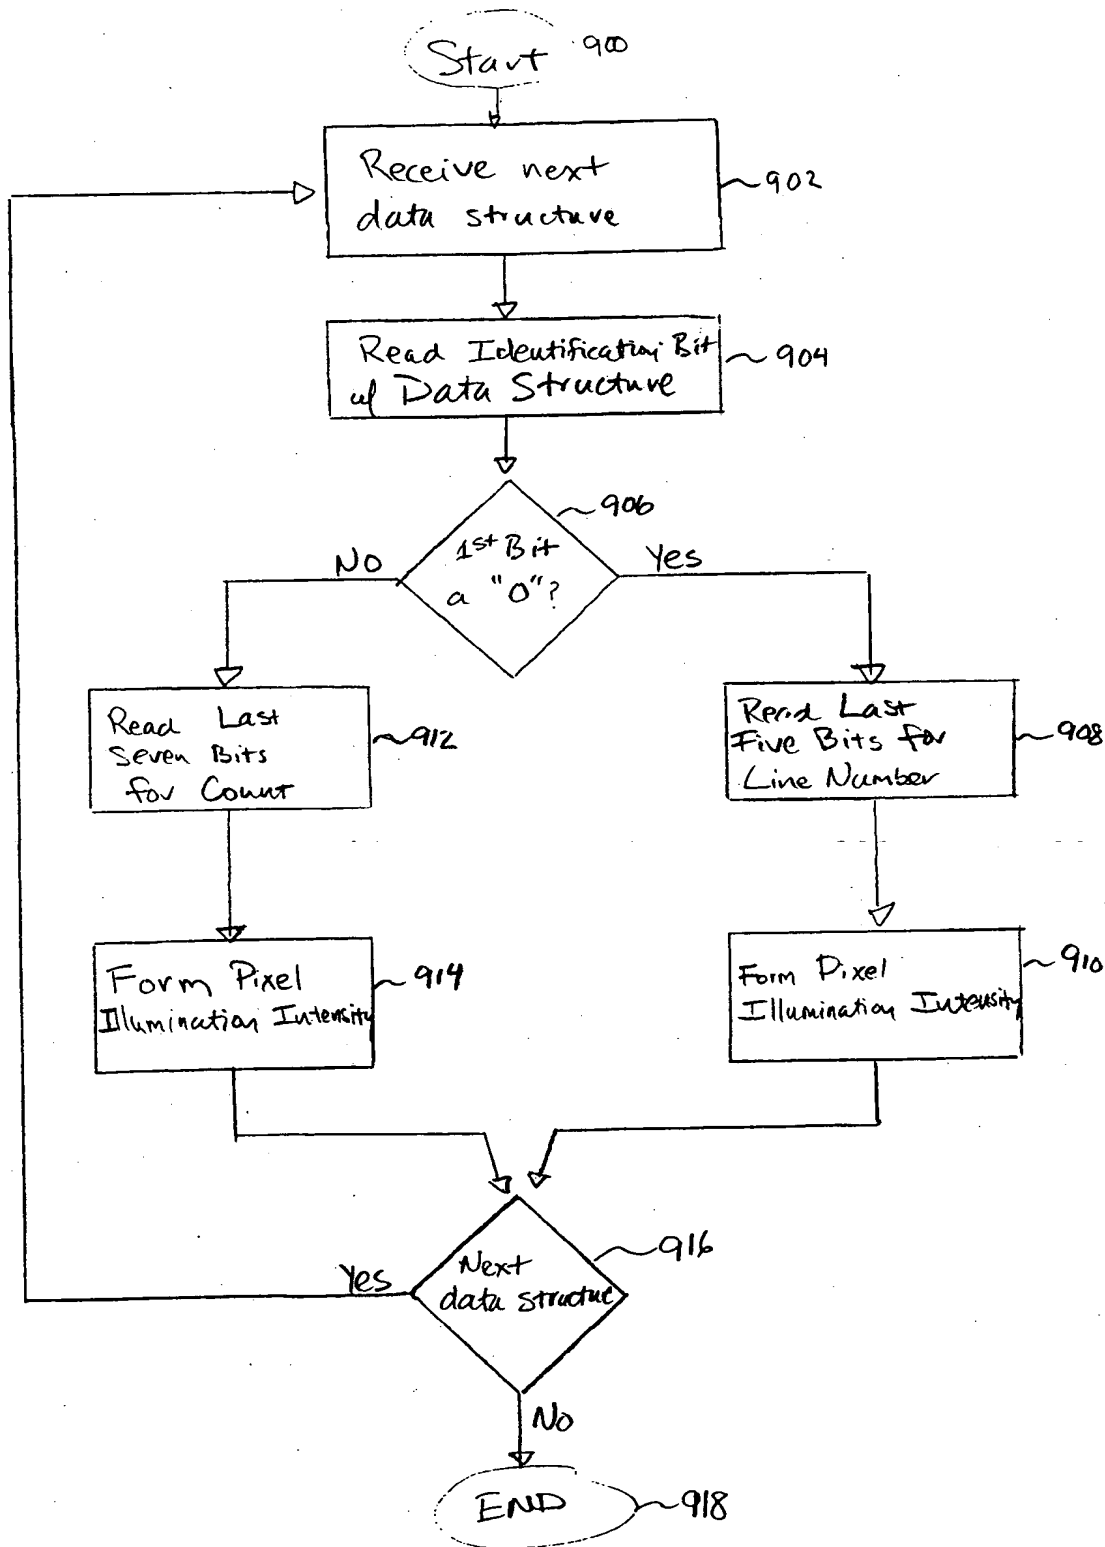 Start 900
Receive next
data structure
902
Read Identification Bit
w/ Data Structure
904
906
1st Bit
a "0"?
No
Yes
Read Last
Seven Bits
for Count
912
Read Last
Five Bits for
Line Number
908
Form Pixel
Illumination Intensity
914
Form Pixel
Illumination Intensity
910
916
Next
data structure
Yes
No
END
918